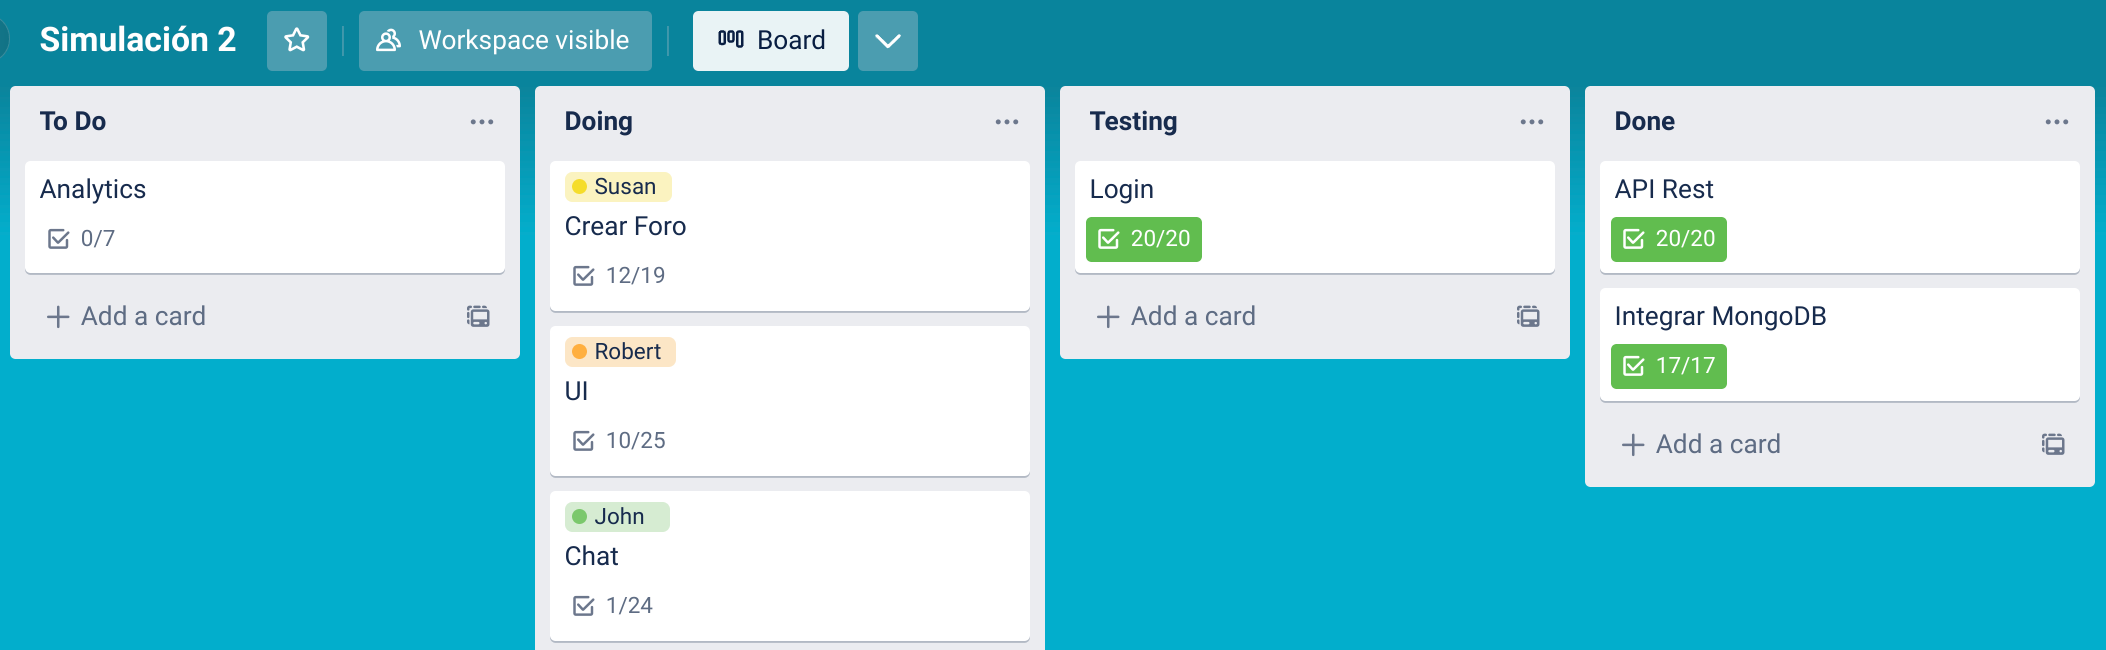 Simulación 2
Workspace visible
Board
To Do
Analytics
0/7
Add a card
Doing
Susan
Crear Foro
12/19
Robert
UI
10/25
John
Chat
1/24
Testing
Login
20/20
Add a card
Done
API Rest
20/20
Integrar MongoDB
17/17
Add a card